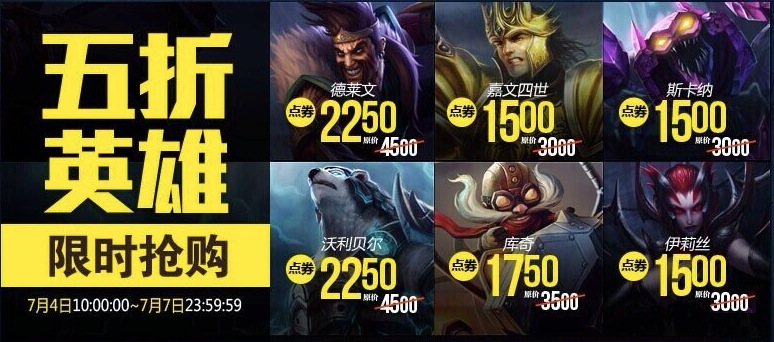 五折
英雄
限时抢购
7月4日10:00:00~7月7日23:59:59
德莱文
点券 2250
原价 4500
嘉文四世
点券 1500
原价 3000
斯卡纳
点券 1500
原价 3000
沃利贝尔
点券 2250
原价 4500
库奇
点券 1750
原价 3500
伊莉丝
点券 1500
原价 3000